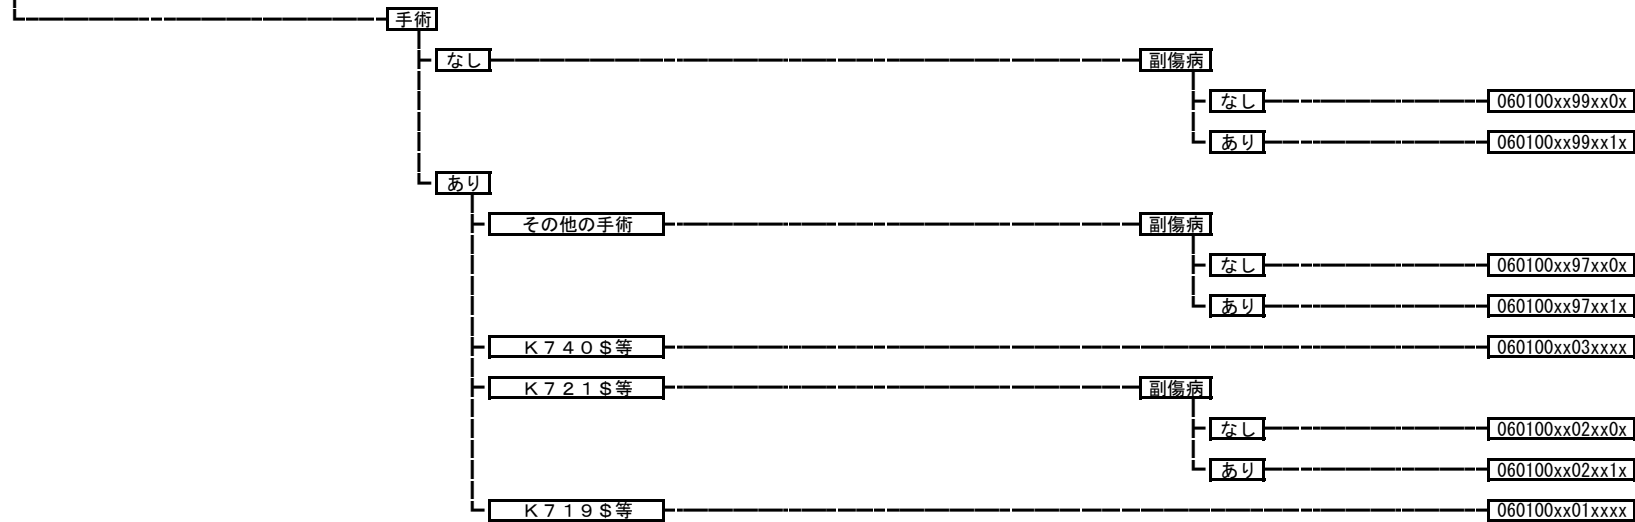 手術
なし 副傷病
なし 060100xx99xx0x
あり 060100xx99xx1x
あり
その他の手術 副傷病
なし 060100xx97xx0x
あり 060100xx97xx1x
Ｋ７４０＄等 060100xx03xxxx
Ｋ７２１＄等 副傷病
なし 060100xx02xx0x
あり 060100xx02xx1x
Ｋ７１９＄等 060100xx01xxxx